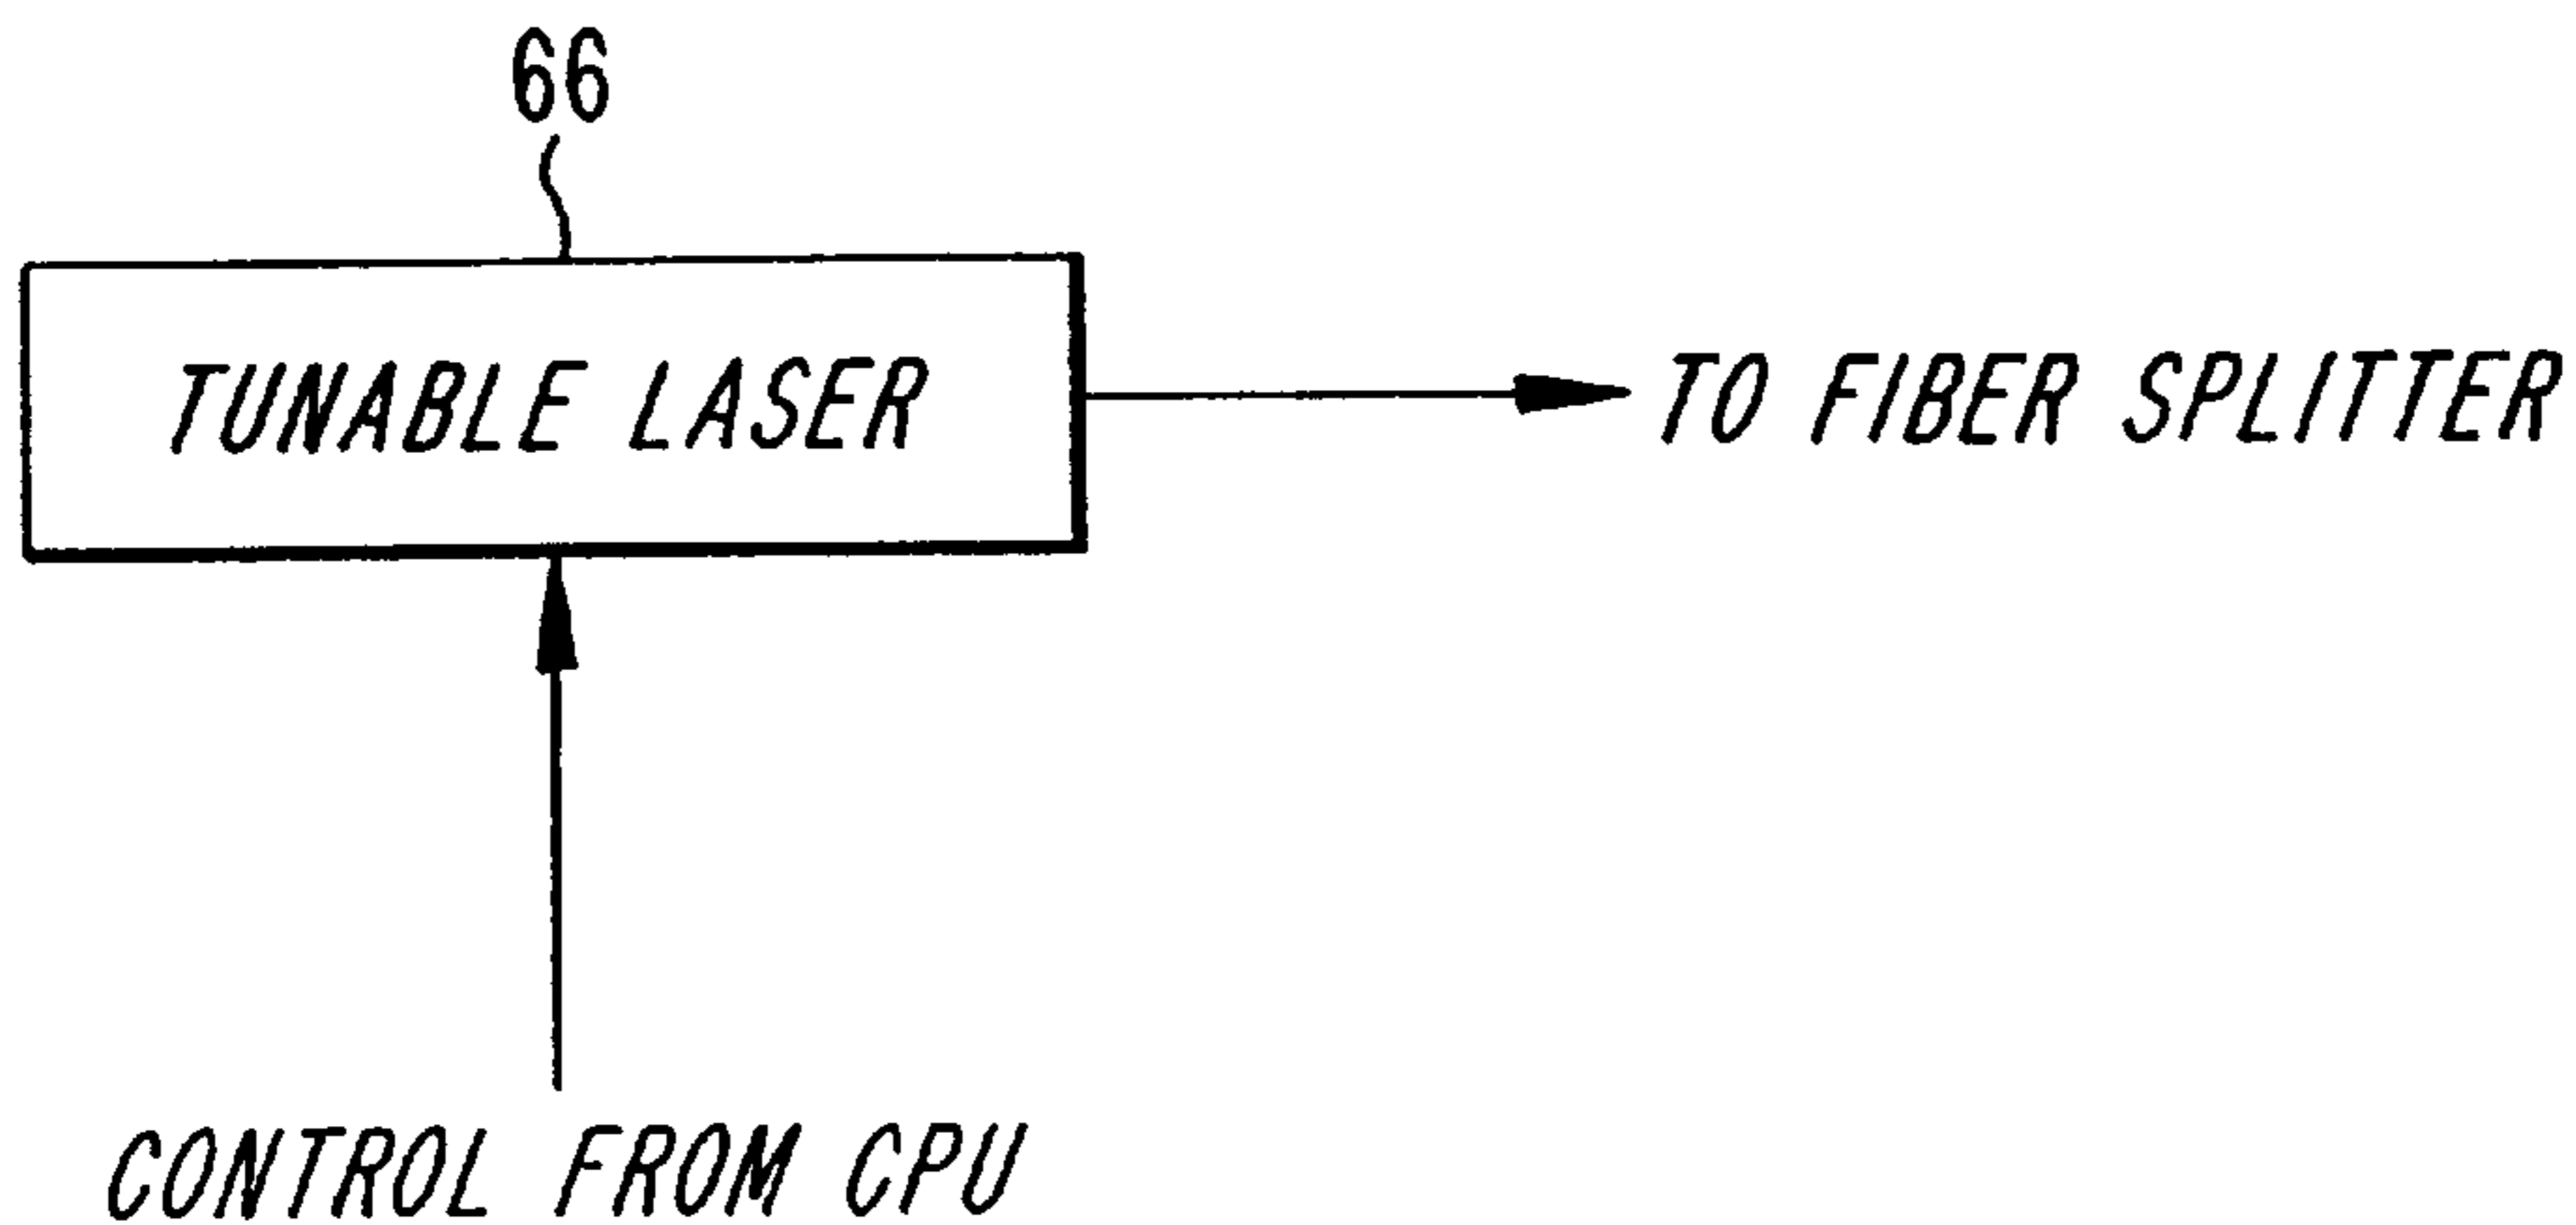 66
TUNABLE LASER
TO FIBER SPLITTER
CONTROL FROM CPU